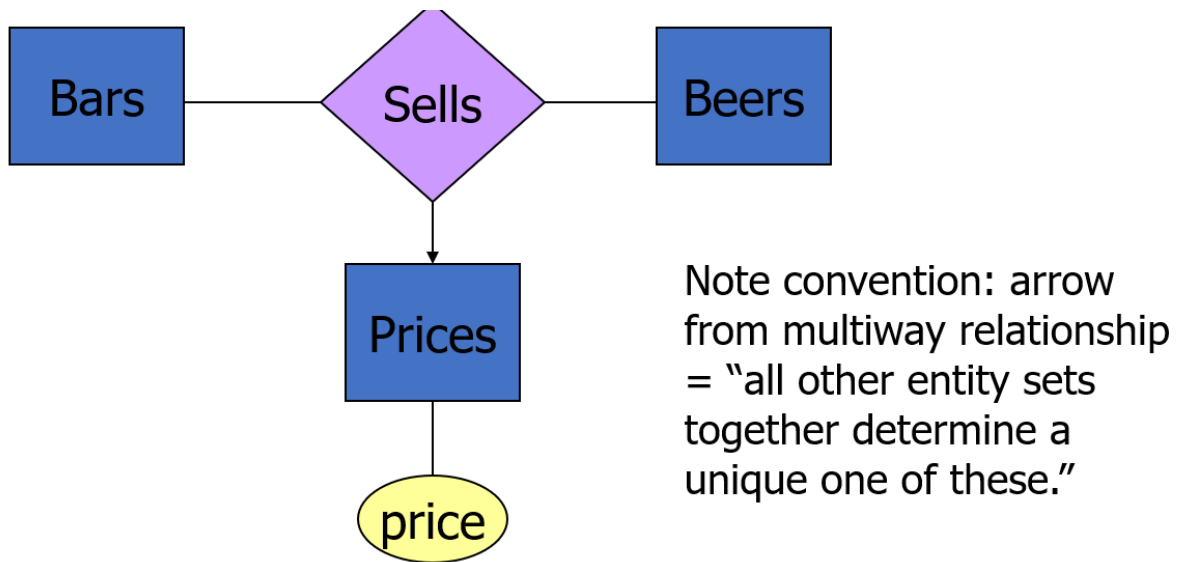 Bars
Sells
Beers
Prices
Note convention: arrow
from multiway relationship
= “all other entity sets
together determine a
unique one of these.”
price